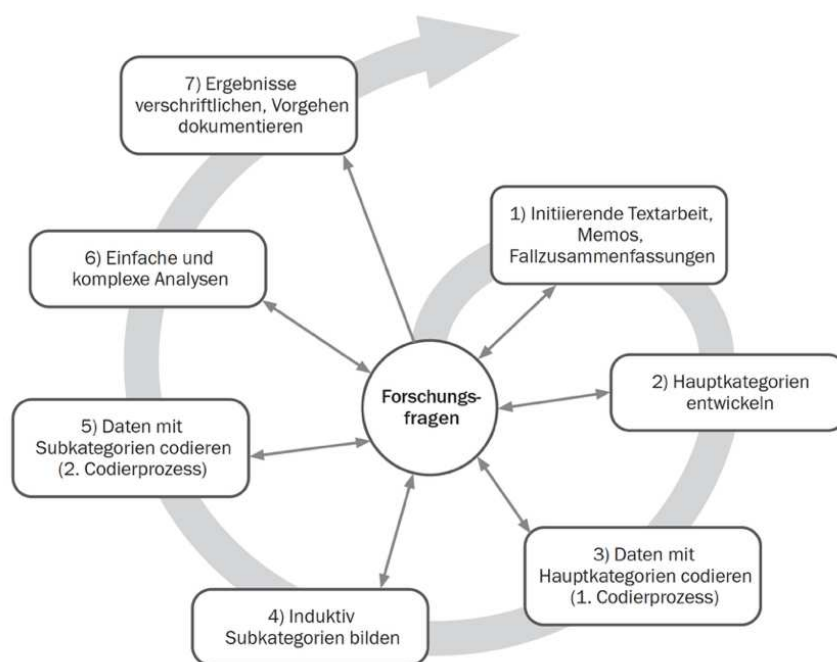 7) Ergebnisse
verschriftlichen, Vorgehen
dokumentieren
1) Initiierende Textarbeit,
Memos,
Fallzusammenfassungen
6) Einfache und
komplexe Analysen
Forschungs-
fragen
2) Hauptkategorien
entwickeln
5) Daten mit
Subkategorien codieren
(2. Codierprozess)
3) Daten mit
Hauptkategorien codieren
(1. Codierprozess)
4) Induktiv
Subkategorien bilden